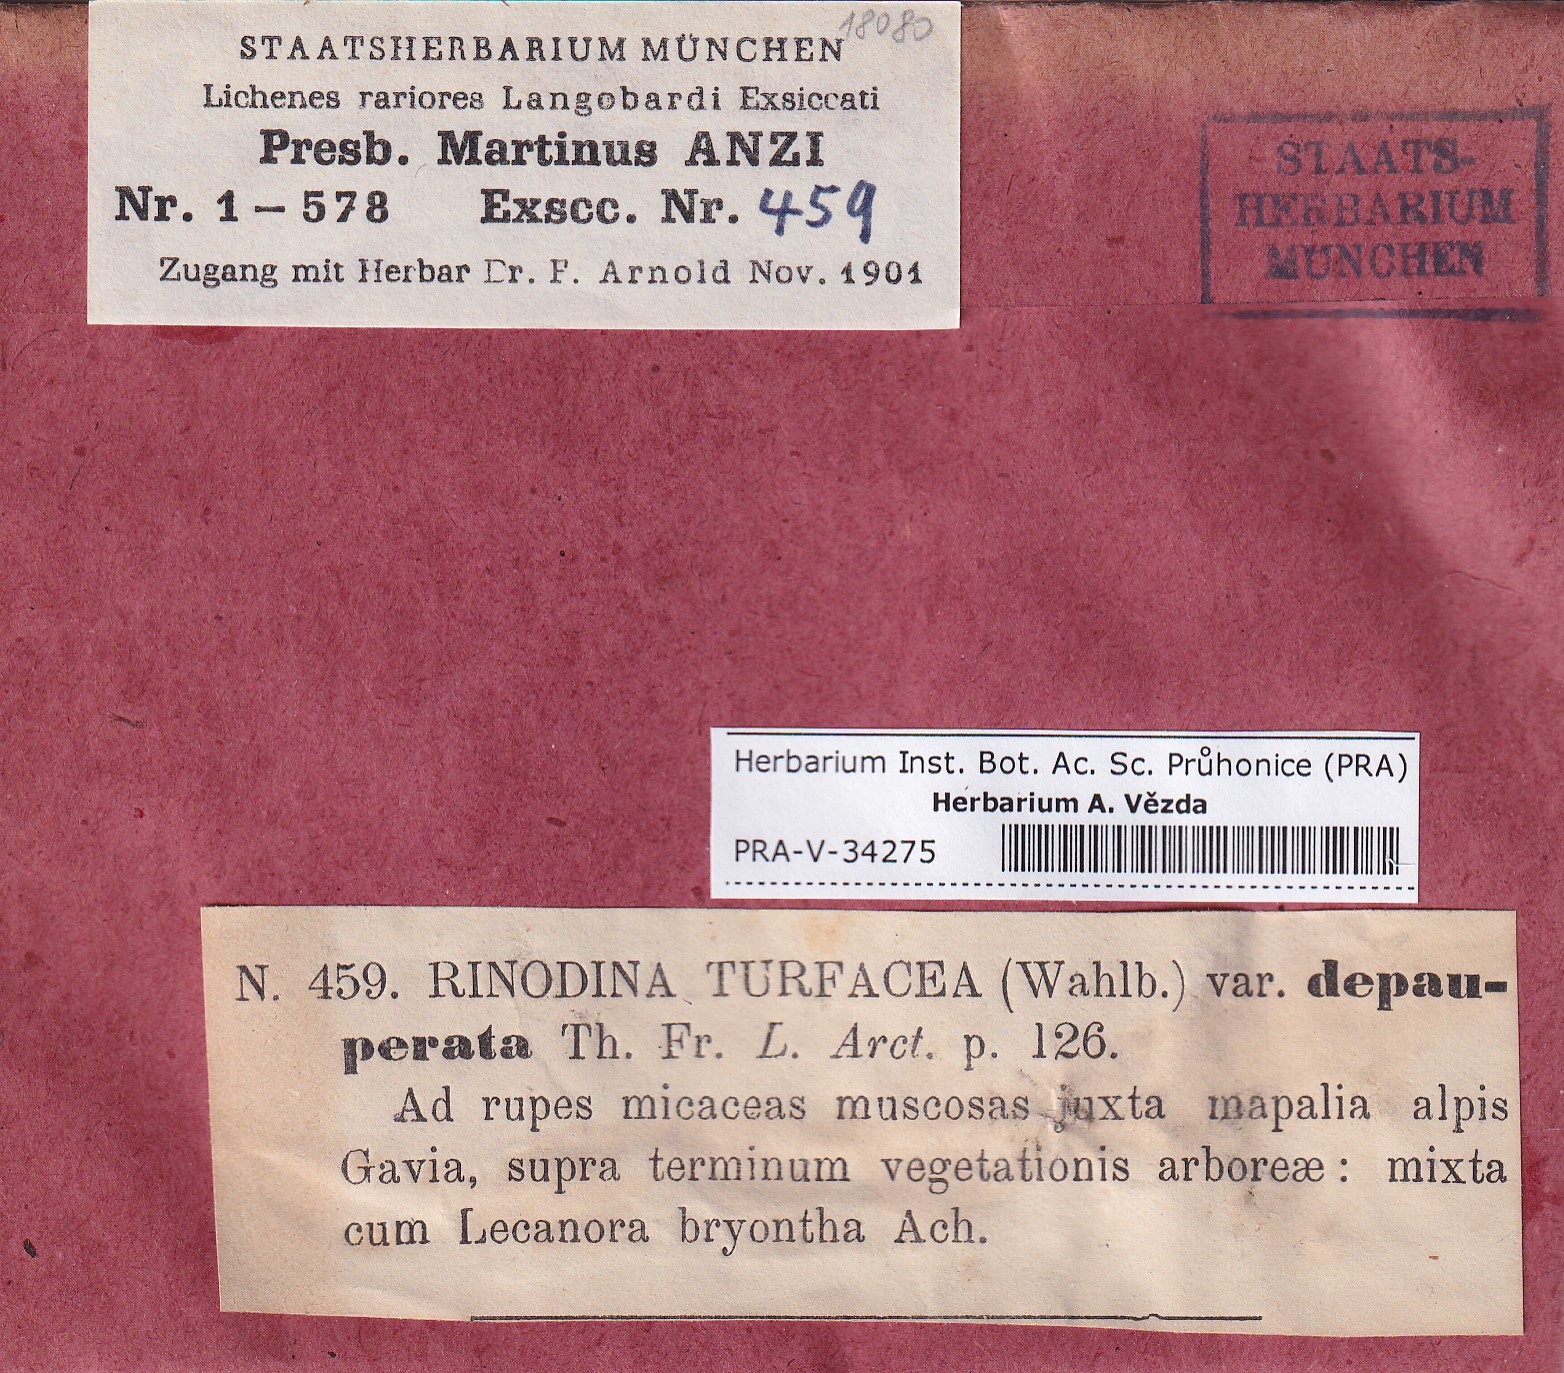 18080
STAATSHERBARIUM MÜNCHEN
Lichenes rariores Langobardi Exsiccati
Presb. Martinus ANZI
Nr. 1 – 578 Exscc. Nr. 459
Zugang mit Herbar Dr. F. Arnold Nov. 1901
STAATS-
HERBARIUM
MÜNCHEN
Herbarium Inst. Bot. Ac. Sc. Průhonice (PRA)
Herbarium A. Vězda
PRA-V-34275
N. 459. RINODINA TURFACEA (Wahlb.) var. depau-
perata Th. Fr. L. Arct. p. 126.
Ad rupes micaceas muscosas juxta mapalia alpis
Gavia, supra terminum vegetationis arboreæ: mixta
cum Lecanora bryontha Ach.